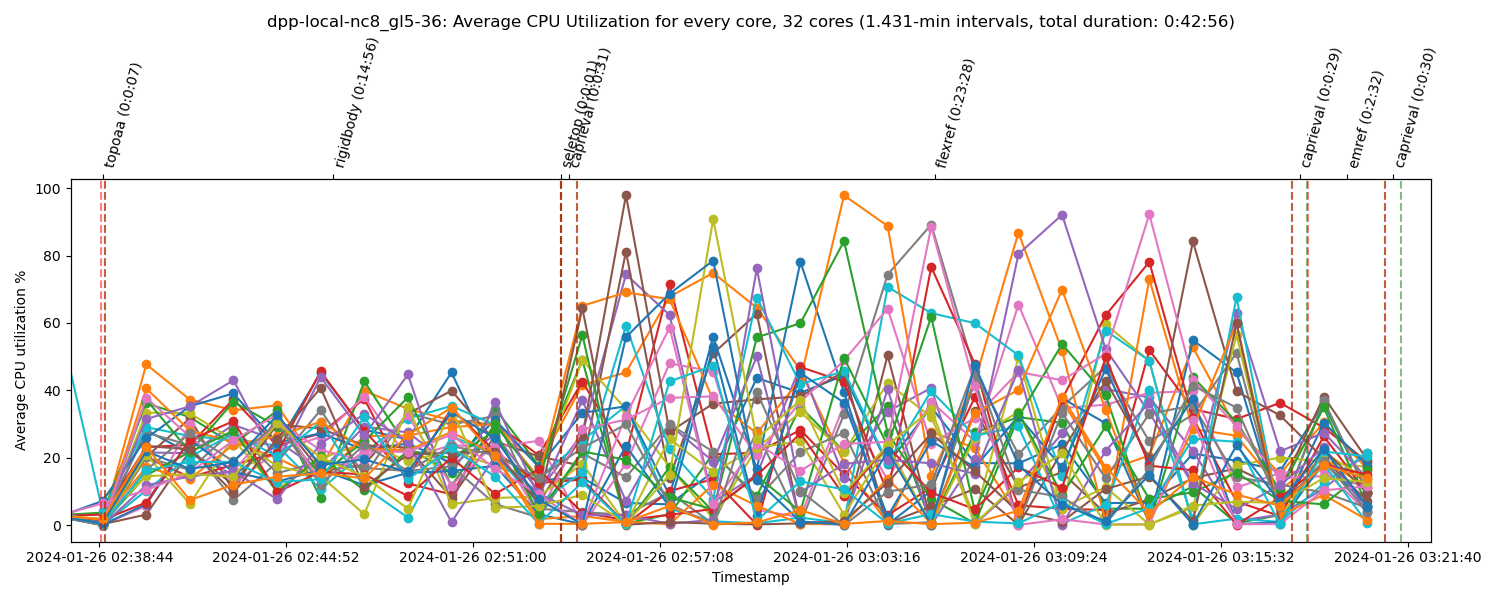 dpp-local-nc8_gl5-36: Average CPU Utilization for every core, 32 cores (1.431-min intervals, total duration: 0:42:56)
topoaa (0:0:07)
rigidbody (0:14:56)
seletop (0:0:01)
caprieval (0:0:31)
flexref (0:23:28)
caprieval (0:0:29)
emref (0:2:32)
caprieval (0:0:30)
Average CPU utilization %
100
80
60
40
20
0
2024-01-26 02:38:44
2024-01-26 02:44:52
2024-01-26 02:51:00
2024-01-26 02:57:08
2024-01-26 03:03:16
2024-01-26 03:09:24
2024-01-26 03:15:32
2024-01-26 03:21:40
Timestamp